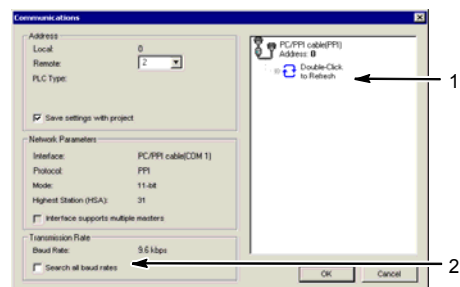 Communications
Address
Local: 0
Remote: 2
PLC Type:
Save settings with project
Network Parameters
Interface: PC/PPI cable(COM 1)
Protocol: PPI
Mode: 11-bit
Highest Station (HSA): 31
Interface supports multiple masters
Transmission Rate
Baud Rate: 9.6 kbps
Search all baud rates
PC/PPI cable(PPI)
Address: 0
Double-Click
to Refresh
1
2
OK
Cancel